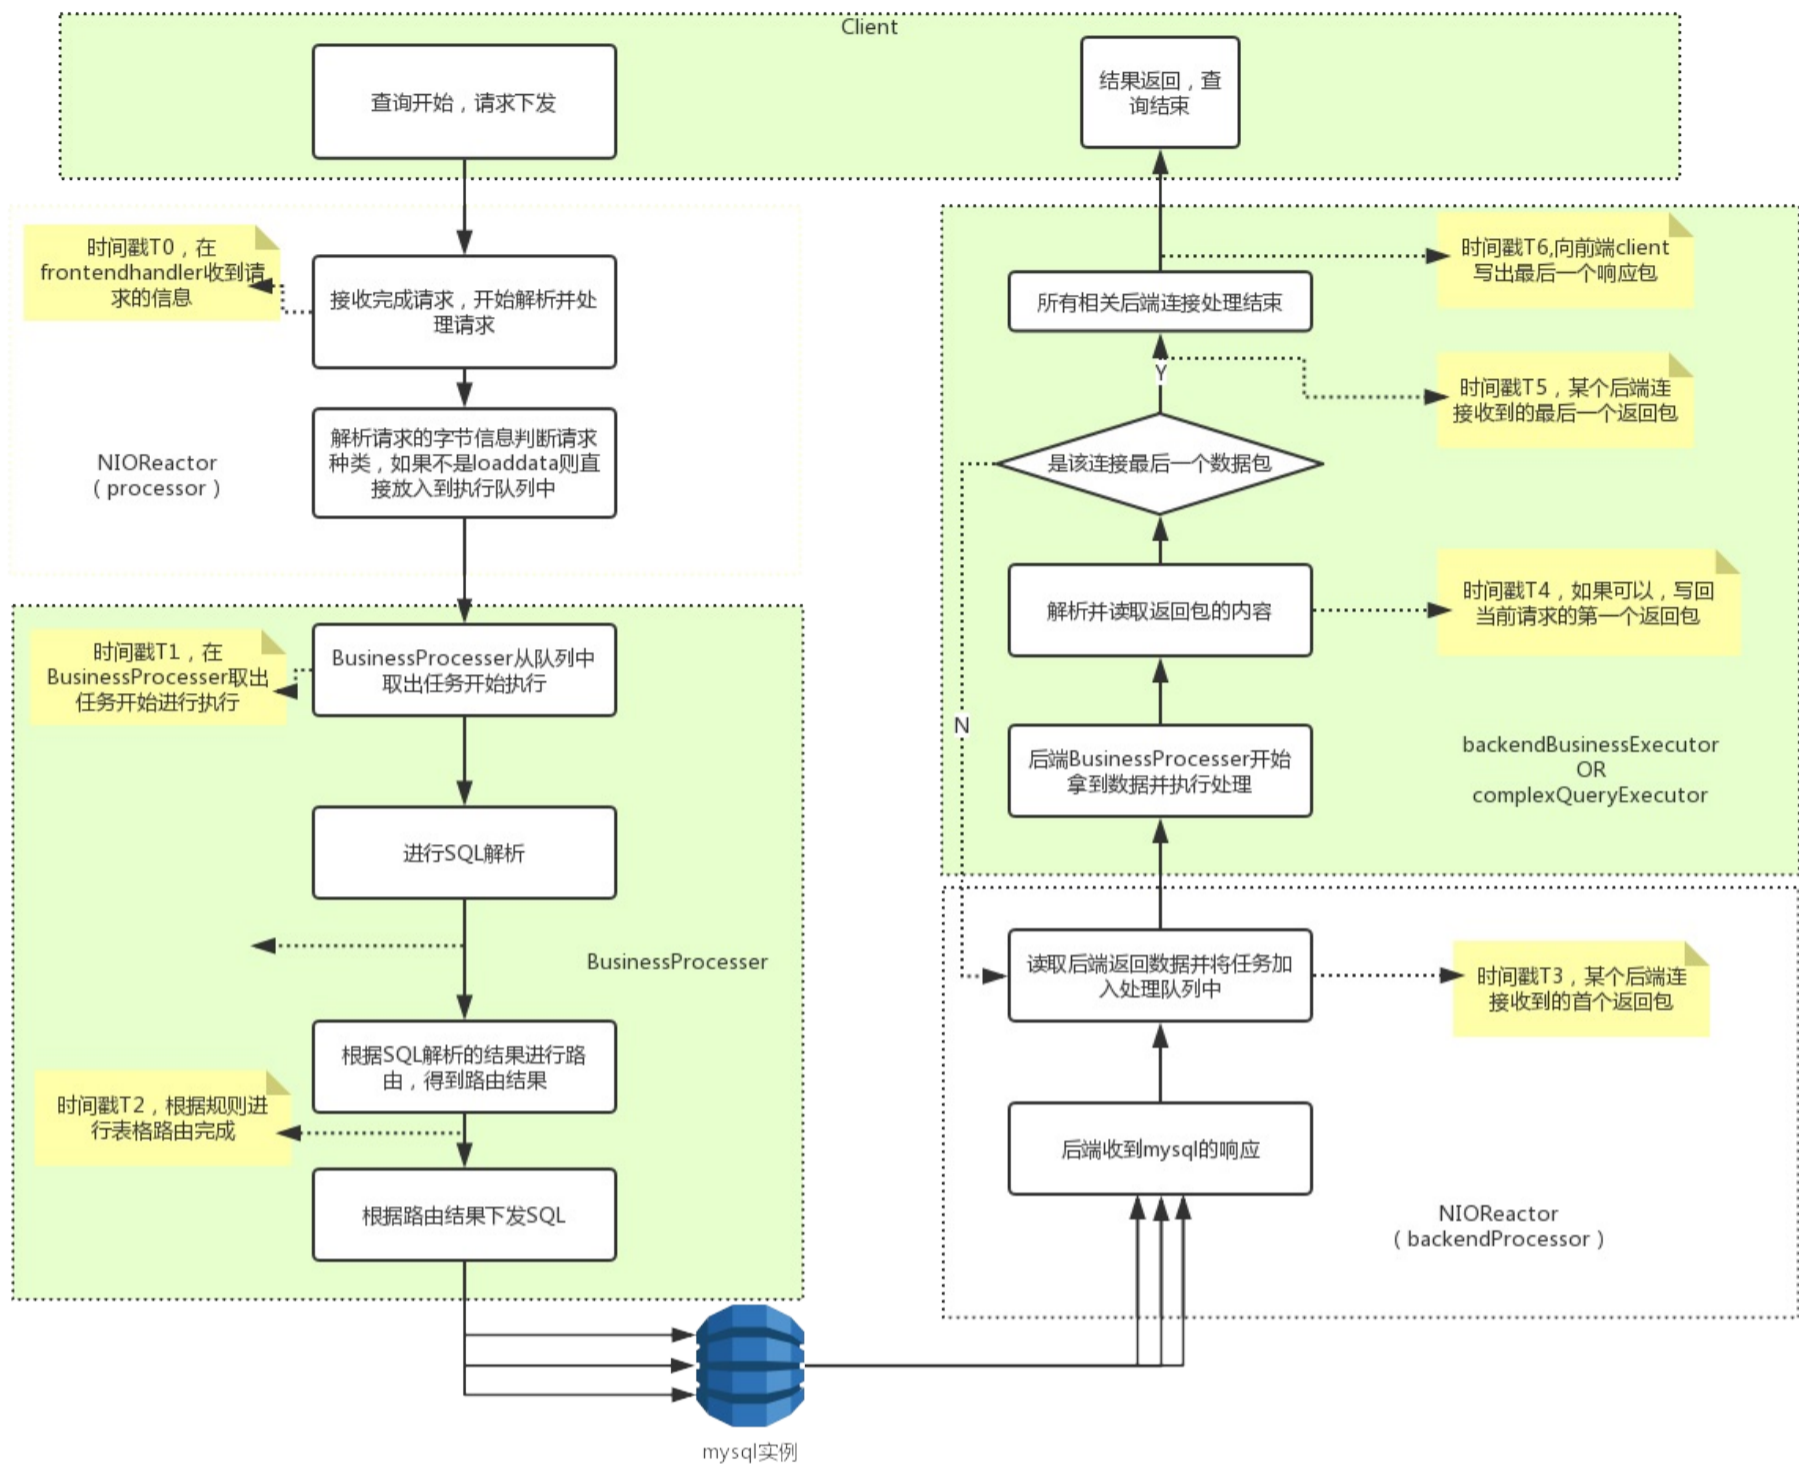 Client
查询开始，请求下发
结果返回，查
询结束
时间戳T0，在
frontendhandler收到请
求的信息
接收完成请求，开始解析并处
理请求
NIOReactor
（processor）
解析请求的字节信息判断请求
种类，如果不是loaddata则直
接放入到执行队列中
时间戳T1，在
BusinessProcesser取出
任务开始进行执行
BusinessProcesser从队列中
取出任务开始执行
进行SQL解析
BusinessProcesser
根据SQL解析的结果进行路
由，得到路由结果
时间戳T2，根据规则进
行表格路由完成
根据路由结果下发SQL
mysql实例
时间戳T6,向前端client
写出最后一个响应包
所有相关后端连接处理结束
Y
时间戳T5，某个后端连
接收到的最后一个返回包
是该连接最后一个数据包
解析并读取返回包的内容
时间戳T4，如果可以，写回
当前请求的第一个返回包
N
后端BusinessProcesser开始
拿到数据并执行处理
backendBusinessExecutor
OR
complexQueryExecutor
读取后端返回数据并将任务加
入处理队列中
时间戳T3，某个后端连
接收到的首个返回包
后端收到mysql的响应
NIOReactor
（backendProcessor）